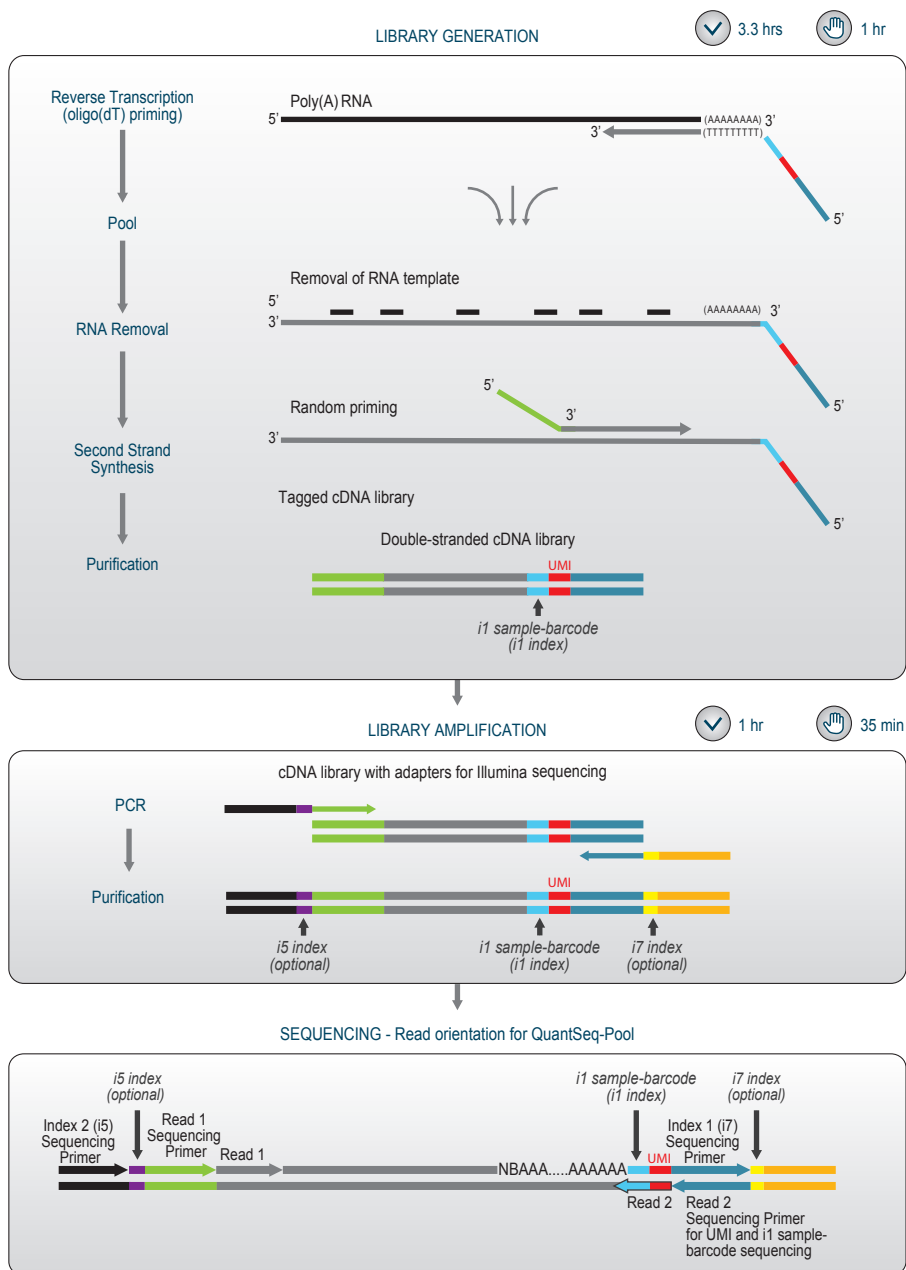 LIBRARY GENERATION
3.3 hrs
1 hr
Reverse Transcription
(oligo(dT) priming)
Poly(A) RNA
5’
(AAAAAAAA)
3’
3’
(TTTTTTTTT)
5’
Pool
Removal of RNA template
5’
3’
(AAAAAAAA)
3’
RNA Removal
5’
5’
Random priming
3’
3’
Second Strand
Synthesis
5’
Tagged cDNA library
Double-stranded cDNA library
Purification
UMI
i1 sample-barcode
(i1 index)
LIBRARY AMPLIFICATION
1 hr
35 min
cDNA library with adapters for Illumina sequencing
PCR
Purification
UMI
i5 index
(optional)
i1 sample-barcode
(i1 index)
i7 index
(optional)
SEQUENCING - Read orientation for QuantSeq-Pool
i5 index
(optional)
i1 sample-barcode
(i1 index)
i7 index
(optional)
Index 2 (i5)
Sequencing
Primer
Read 1
Sequencing
Primer
Read 1
NBAAA.....AAAAAA
UMI
Index 1 (i7)
Sequencing
Primer
Read 2
Read 2
Sequencing Primer
for UMI and i1 sample-
barcode sequencing